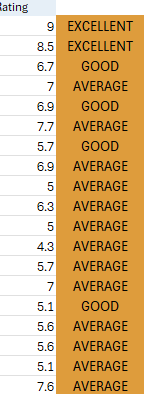 Rating
9 EXCELLENT
8.5 EXCELLENT
6.7 GOOD
7 AVERAGE
6.9 GOOD
7.7 AVERAGE
5.7 GOOD
6.9 AVERAGE
5 AVERAGE
6.3 AVERAGE
5 AVERAGE
4.3 AVERAGE
5.7 AVERAGE
7 AVERAGE
5.1 GOOD
5.6 AVERAGE
5.6 AVERAGE
5.1 AVERAGE
7.6 AVERAGE